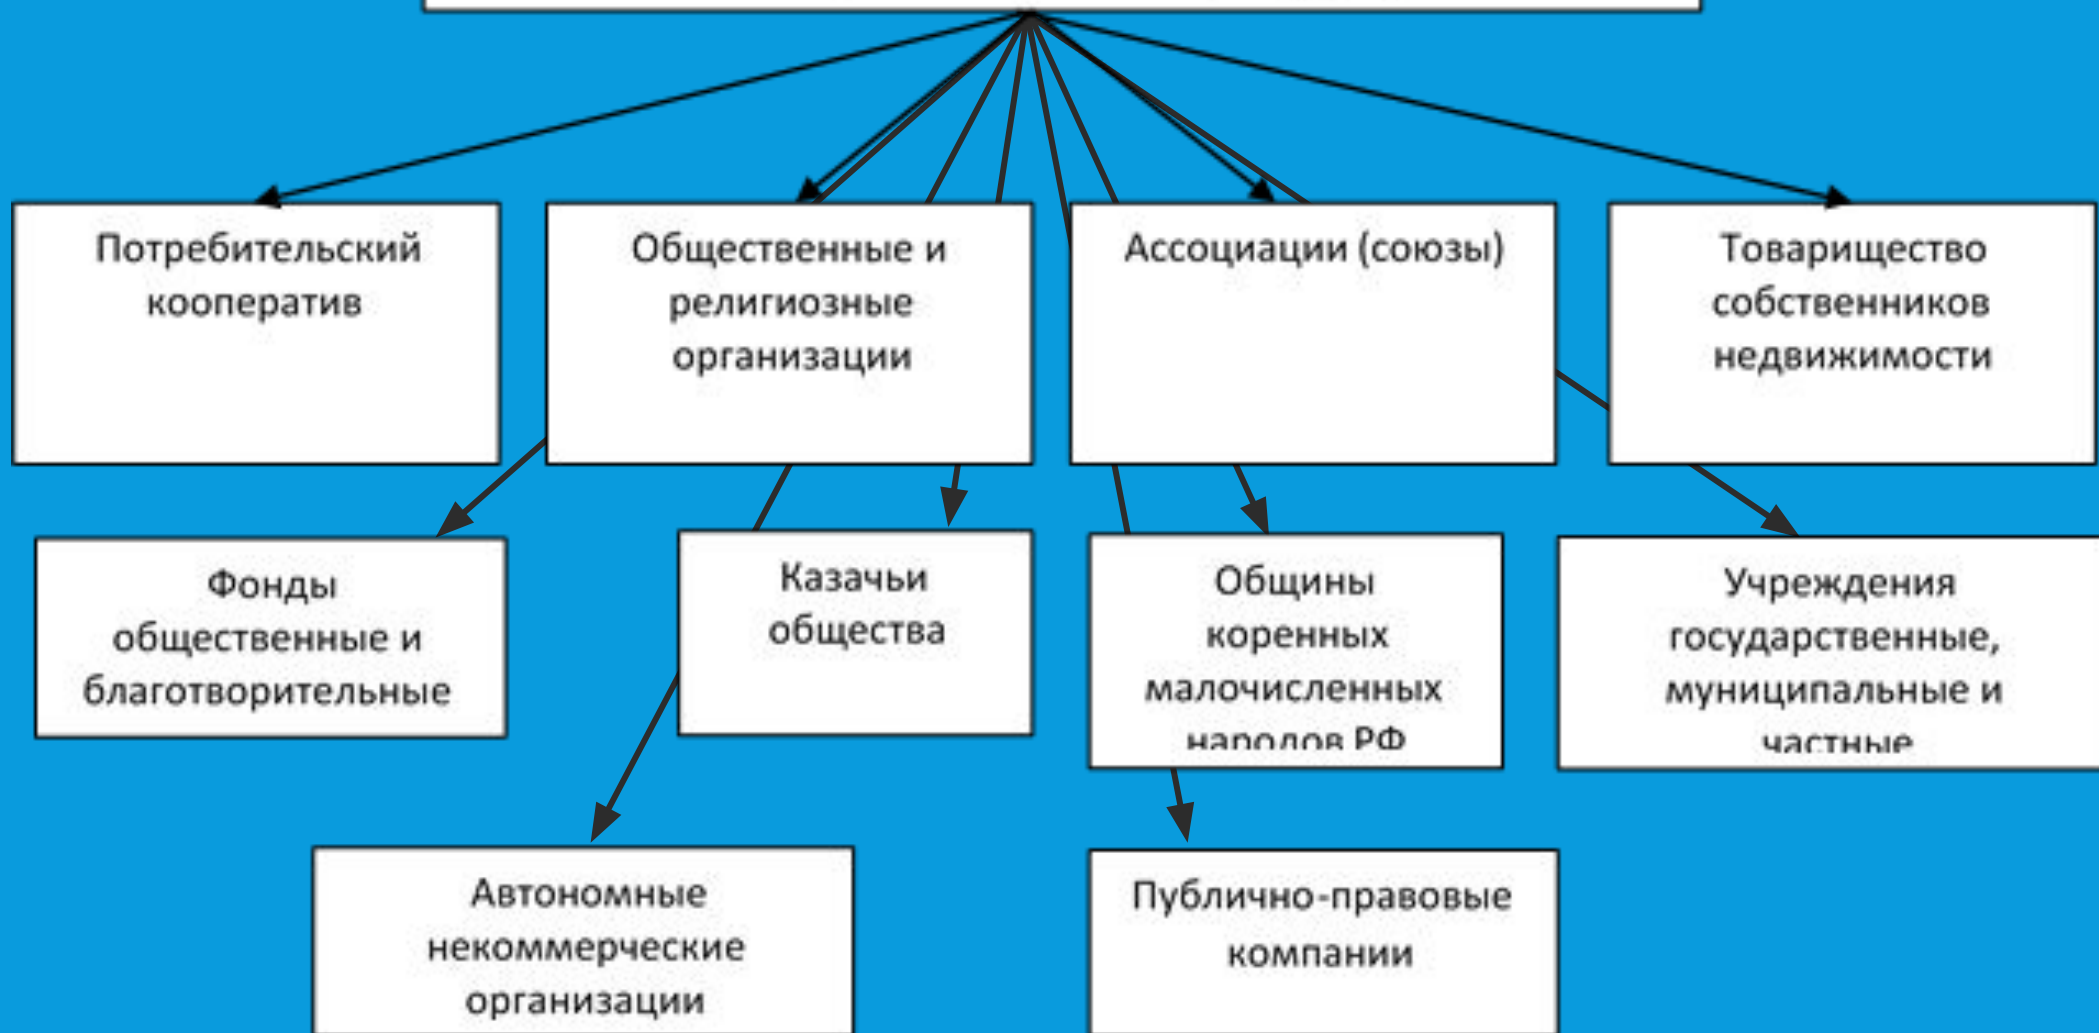 Потребительский
кооператив
Общественные и
религиозные
организации
Ассоциации (союзы)
Товарищество
собственников
недвижимости
Фонды
общественные и
благотворительные
Казачьи
общества
Общины
коренных
малочисленных
народов РФ
Учреждения
государственные,
муниципальные и
частные
Автономные
некоммерческие
организации
Публично-правовые
компании